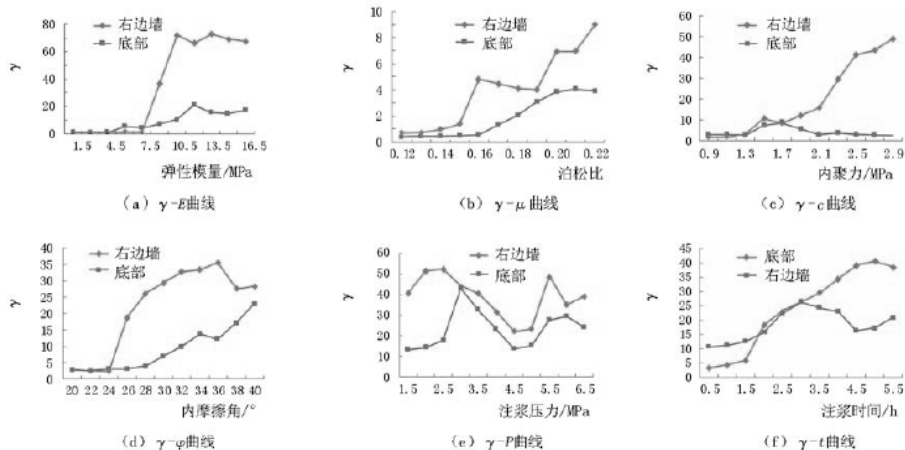 γ
80
60
40
20
0
右边墙
底部
1.5 4.5 7.5 10.5 13.5 16.5
弹性模量/MPa
(a) γ-E曲线
γ
10
8
6
4
2
0
右边墙
底部
0.12 0.14 0.16 0.18 0.20 0.22
泊松比
(b) γ-μ曲线
γ
60
50
40
30
20
10
0
右边墙
底部
0.9 1.3 1.7 2.1 2.5 2.9
内聚力/MPa
(c) γ-c曲线
γ
40
35
30
25
20
15
10
5
0
右边墙
底部
20 22 24 26 28 30 32 34 36 38 40
内摩擦角/°
(d) γ-φ曲线
γ
60
50
40
30
20
10
0
右边墙
底部
1.5 2.5 3.5 4.5 5.5 6.5
注浆压力/MPa
(e) γ-P曲线
γ
45
40
35
30
25
20
15
10
5
0
底部
右边墙
0.5 1.5 2.5 3.5 4.5 5.5
注浆时间/h
(f) γ-t曲线